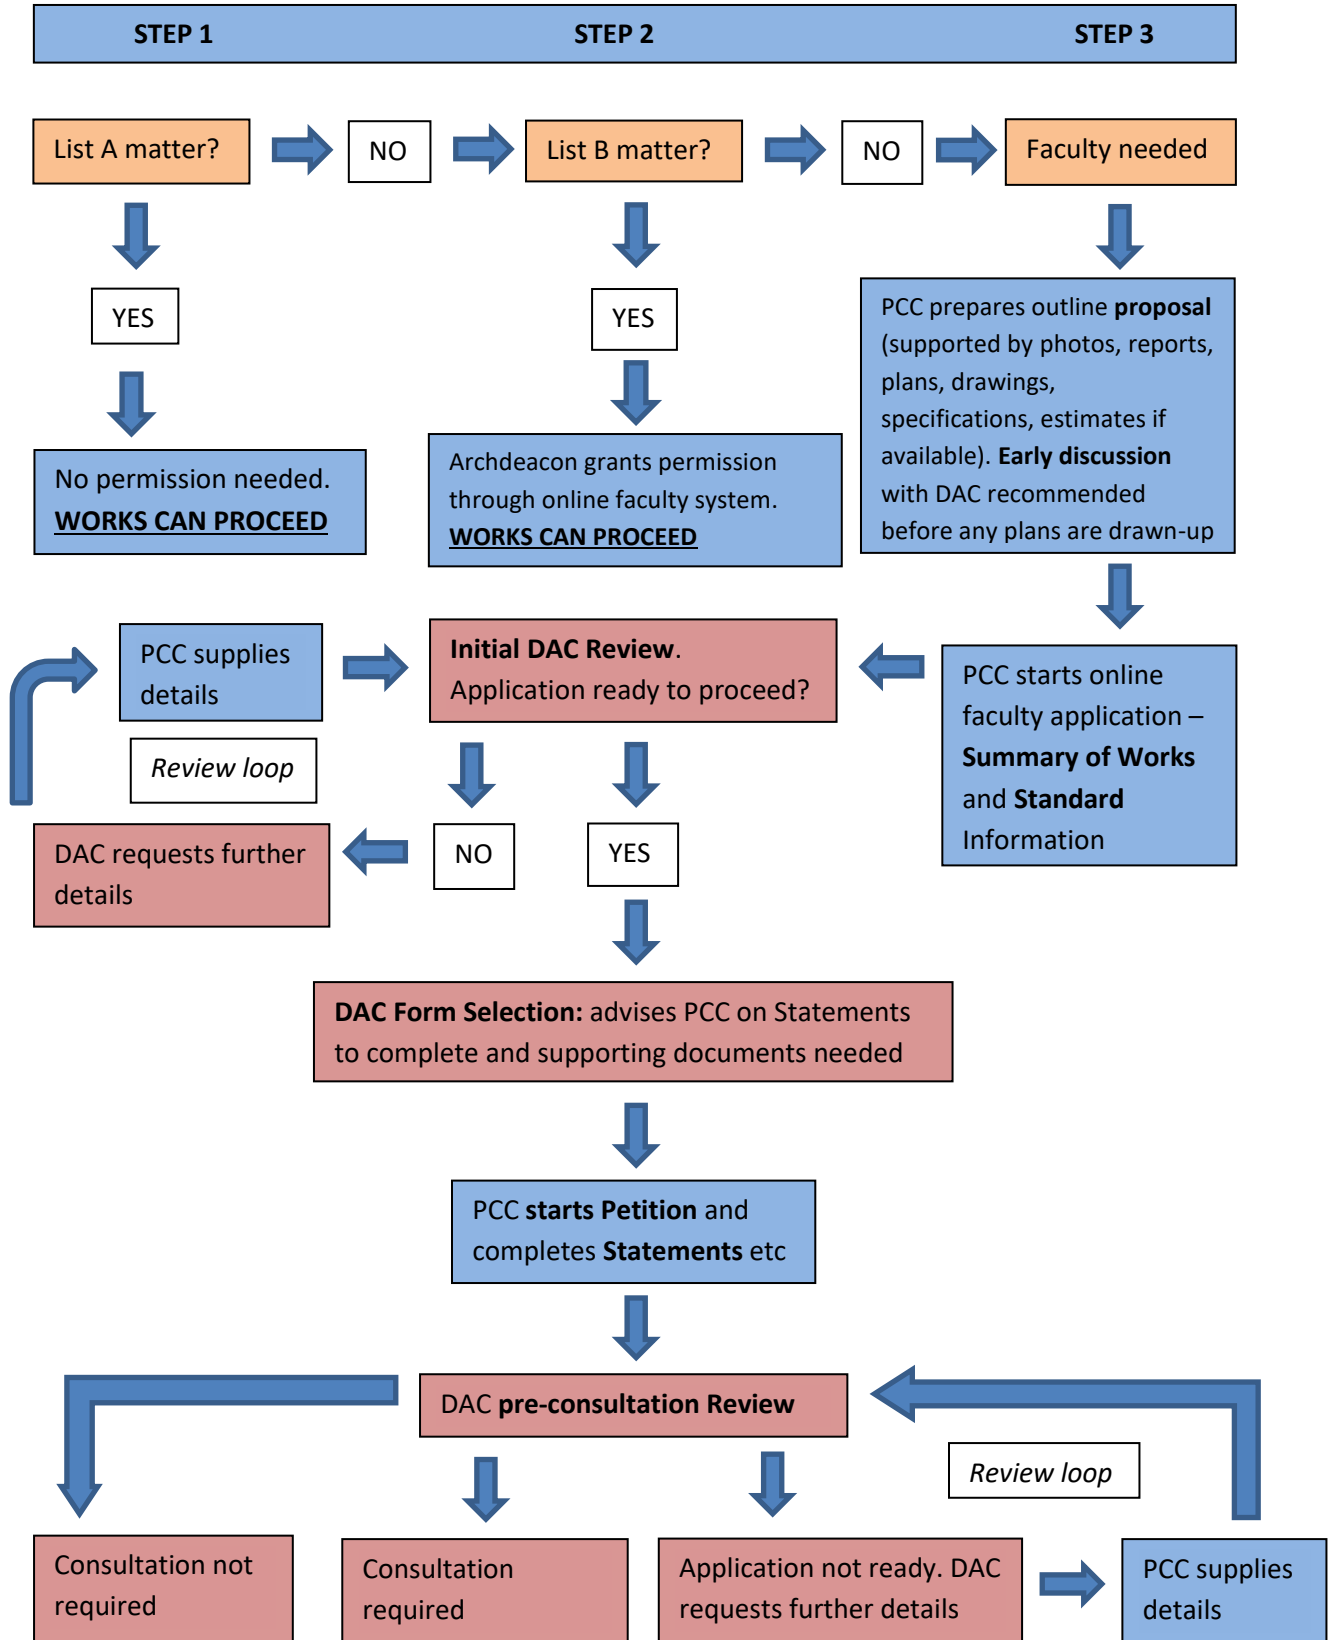 STEP 1
STEP 2
STEP 3
List A matter?
NO
List B matter?
NO
Faculty needed
YES
YES
PCC prepares outline proposal
(supported by photos, reports,
plans, drawings,
specifications, estimates if
available). Early discussion
with DAC recommended
before any plans are drawn-up
No permission needed.
WORKS CAN PROCEED
Archdeacon grants permission
through online faculty system.
WORKS CAN PROCEED
PCC supplies
details
Initial DAC Review.
Application ready to proceed?
PCC starts online
faculty application –
Summary of Works
and Standard
Information
Review loop
DAC requests further
details
NO
YES
DAC Form Selection: advises PCC on Statements
to complete and supporting documents needed
PCC starts Petition and
completes Statements etc
DAC pre-consultation Review
Review loop
Consultation not
required
Consultation
required
Application not ready. DAC
requests further details
PCC supplies
details